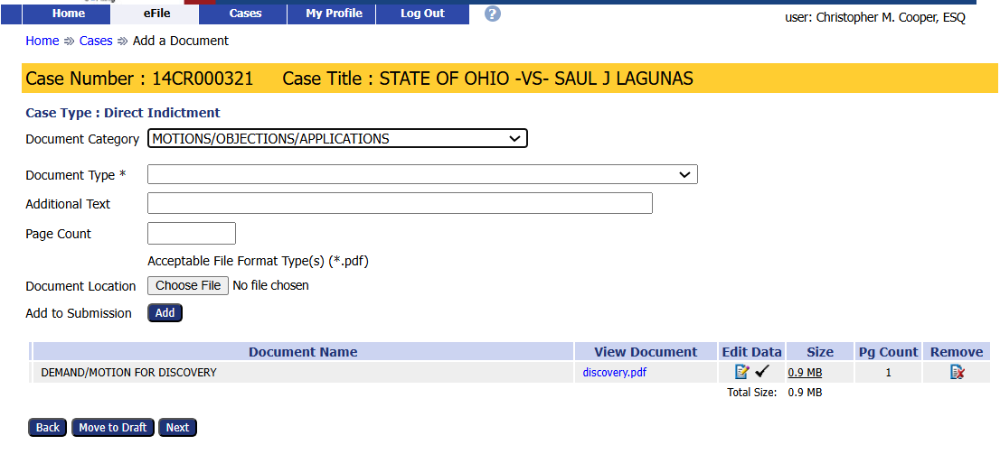 Home eFile Cases My Profile Log Out ?
user: Christopher M. Cooper, ESQ
Home ⇒ Cases ⇒ Add a Document
Case Number : 14CR000321 Case Title : STATE OF OHIO -VS- SAUL J LAGUNAS
Case Type : Direct Indictment
Document Category MOTIONS/OBJECTIONS/APPLICATIONS
Document Type *
Additional Text
Page Count
Acceptable File Format Type(s) (*.pdf)
Document Location Choose File No file chosen
Add to Submission Add
Document Name View Document Edit Data Size Pg Count Remove
DEMAND/MOTION FOR DISCOVERY discovery.pdf 0.9 MB 1
Total Size: 0.9 MB
Back Move to Draft Next